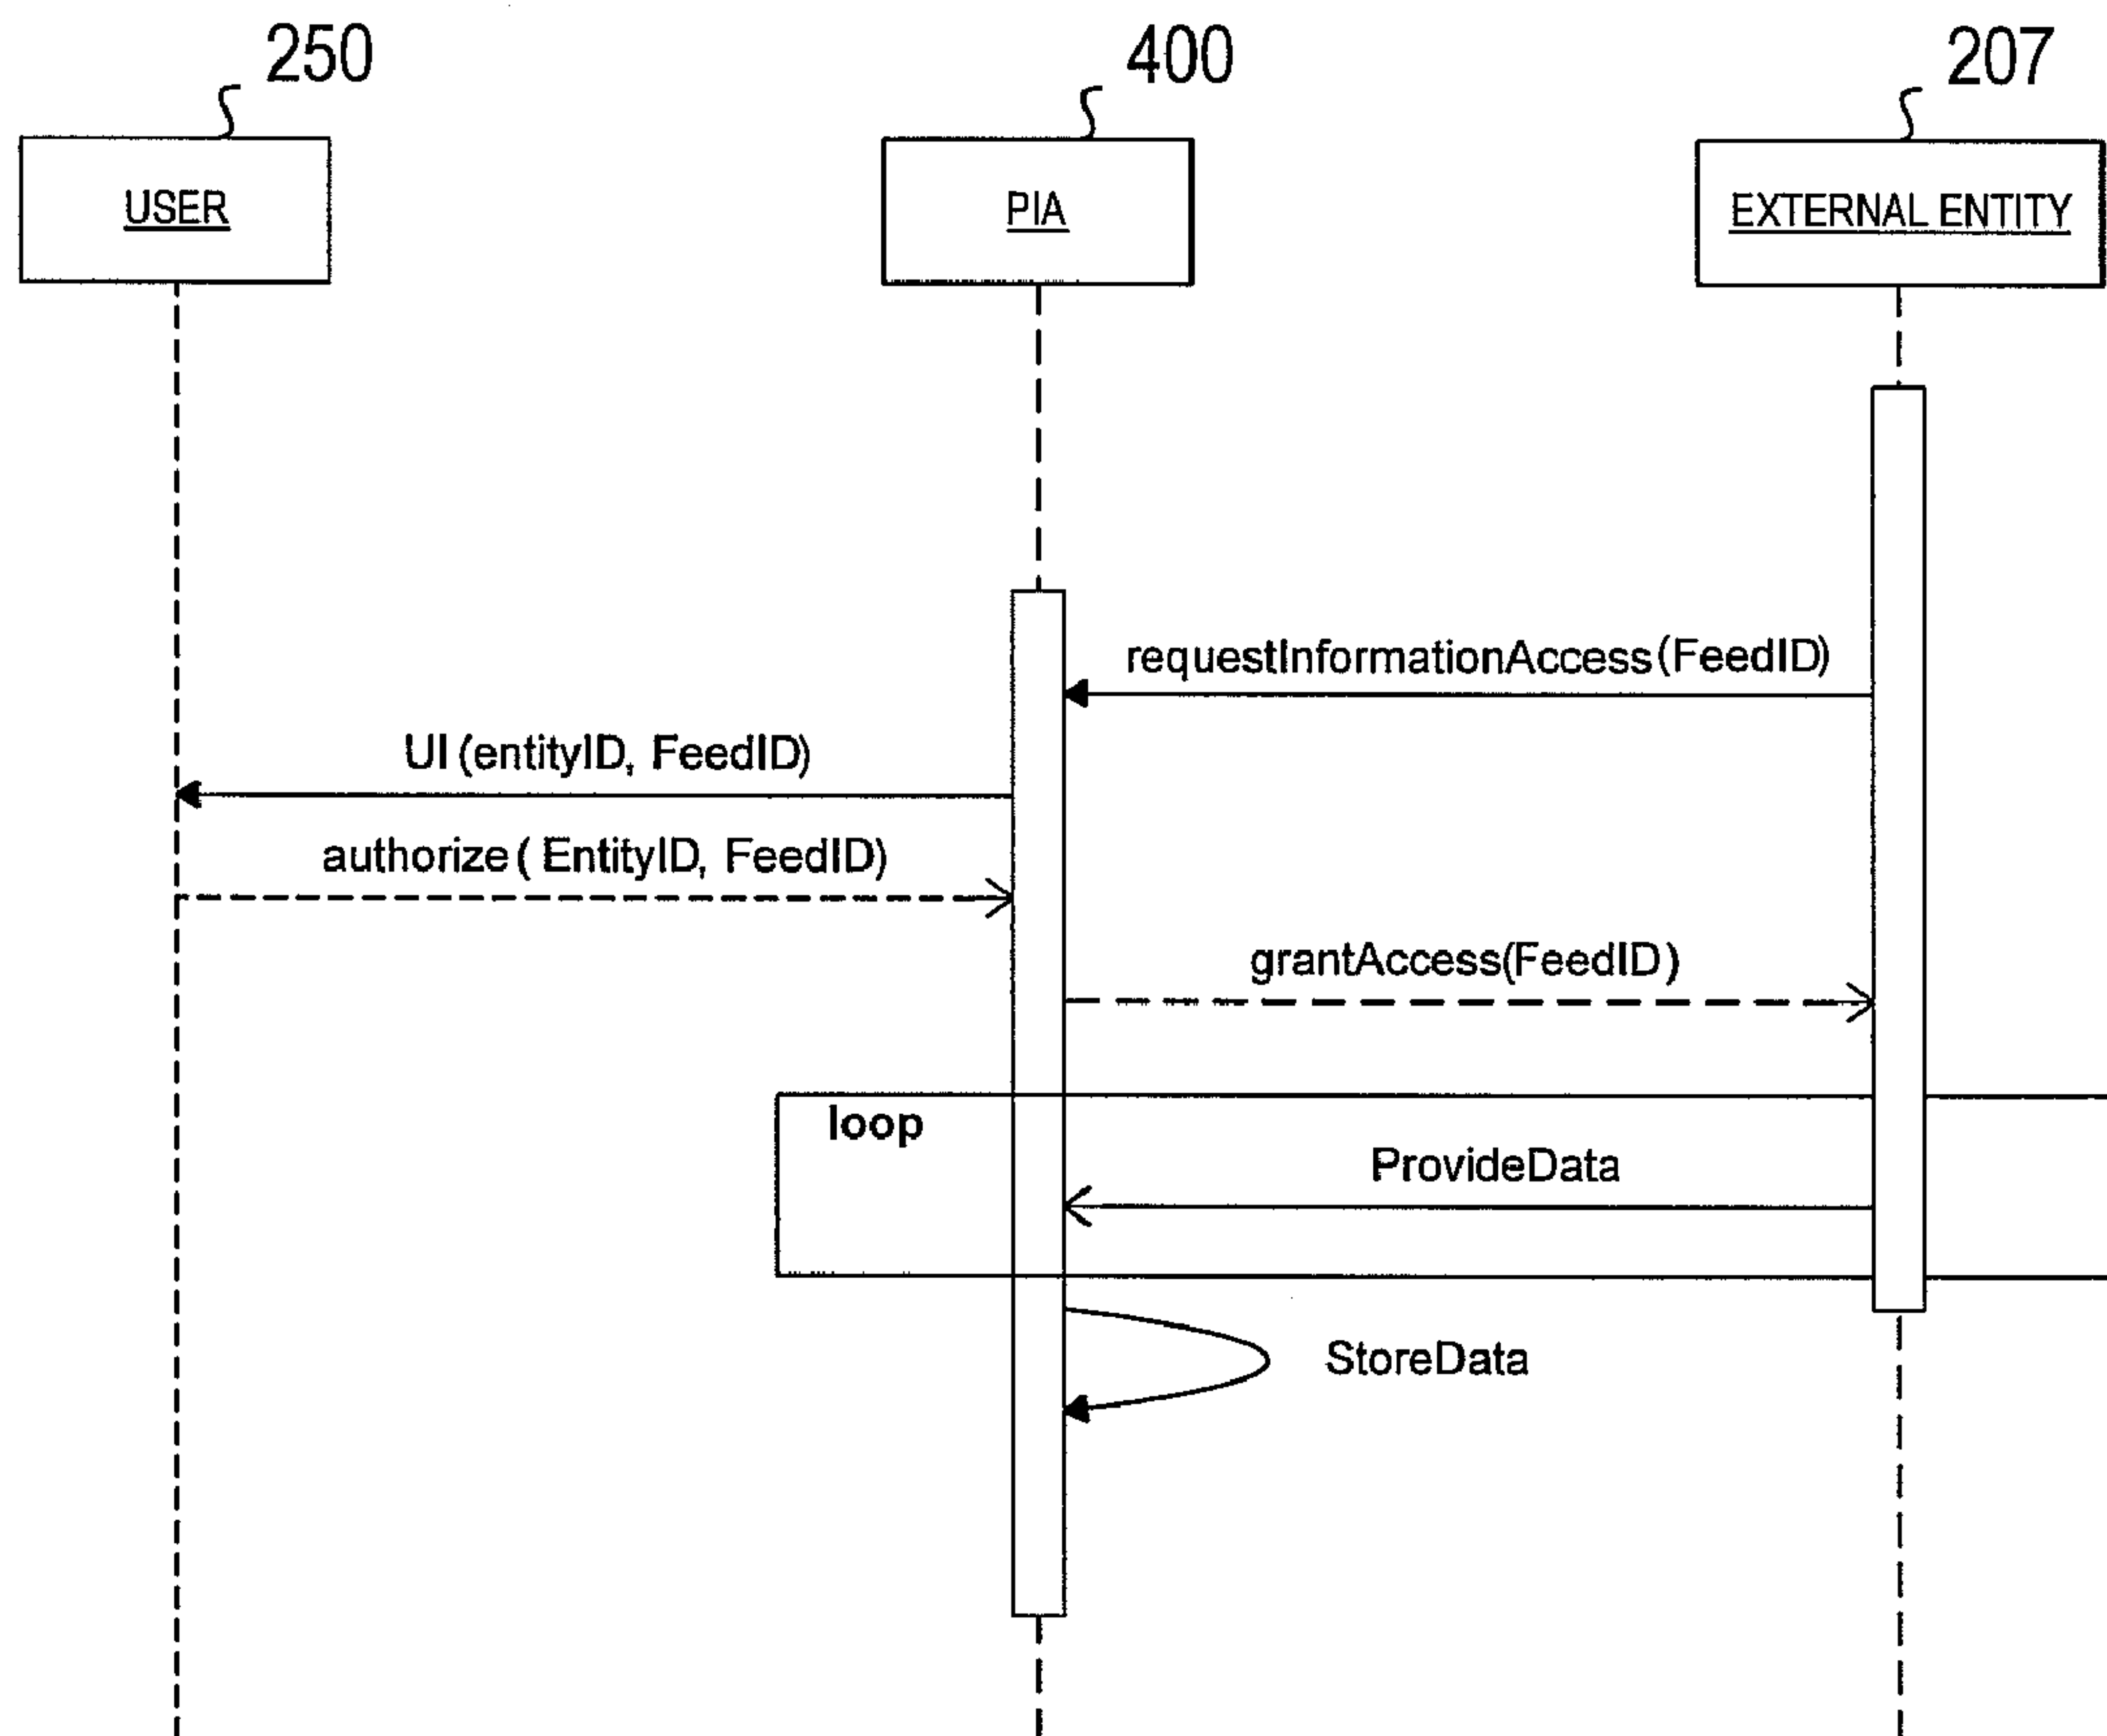 250
400
207
USER
PIA
EXTERNAL ENTITY
requestInformationAccess(FeedID)
UI (entityID, FeedID)
authorize ( EntityID, FeedID)
grantAccess(FeedID)
loop
ProvideData
StoreData